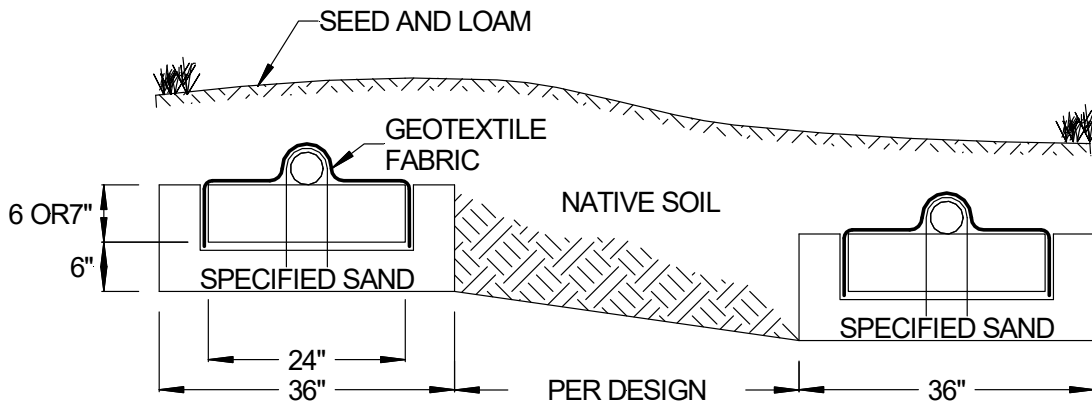 SEED AND LOAM
GEOTEXTILE
FABRIC
6 OR7"
NATIVE SOIL
6"
SPECIFIED SAND
SPECIFIED SAND
24"
36"
PER DESIGN
36"